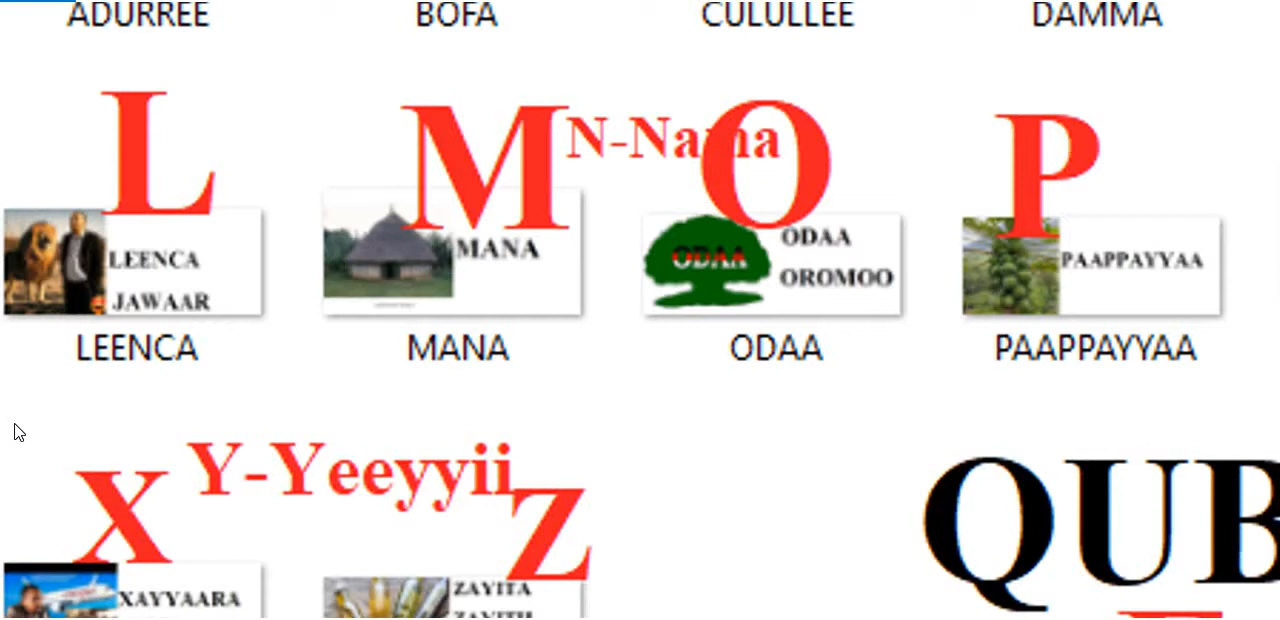 ADURREE BOFA CULULLEE DAMMA
L M N-Nama O P
LEENCA
JAWAAR
MANA
ODAA
ODAA
OROMOO
PAAPPAYYAA
LEENCA MANA ODAA PAAPPAYYAA
X Y-Yeeyyii Z
QUB
XAYYAARA
ZAYITA
ZAYITII